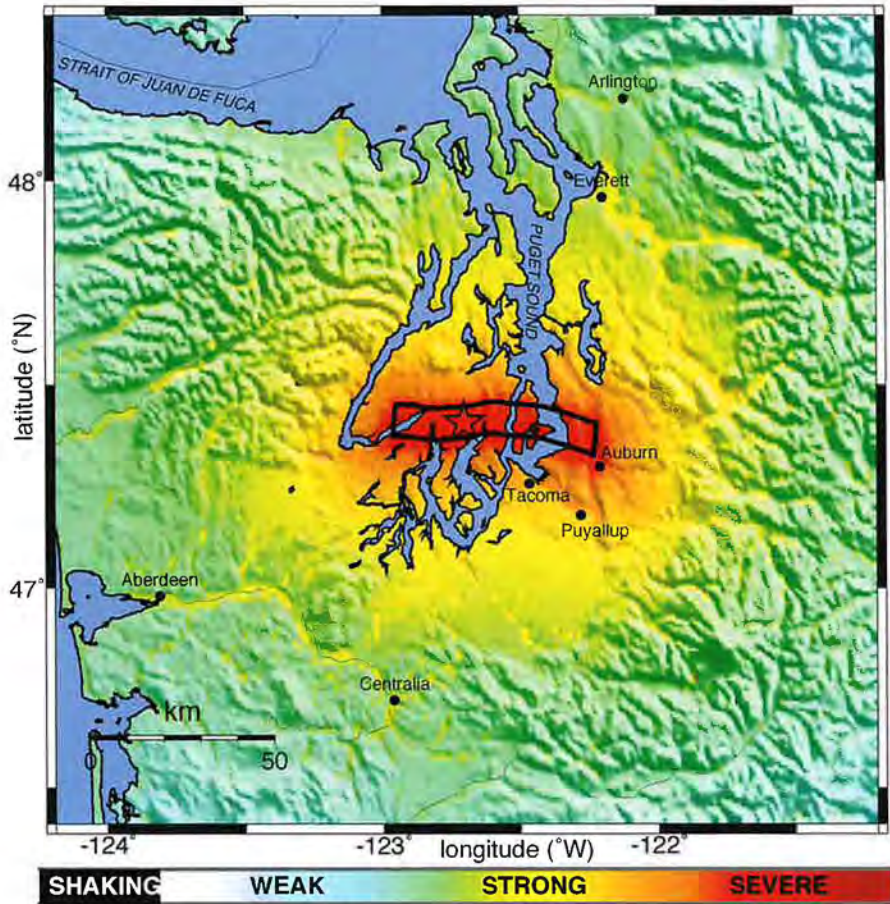 STRAIT OF JUAN DE FUCA
Arlington
48°
Everett
PUGET SOUND
latitude (°N)
Auburn
Tacoma
Puyallup
47°
Aberdeen
Centralia
km
0 50
-124° -123° longitude (°W) -122°
SHAKING WEAK STRONG SEVERE